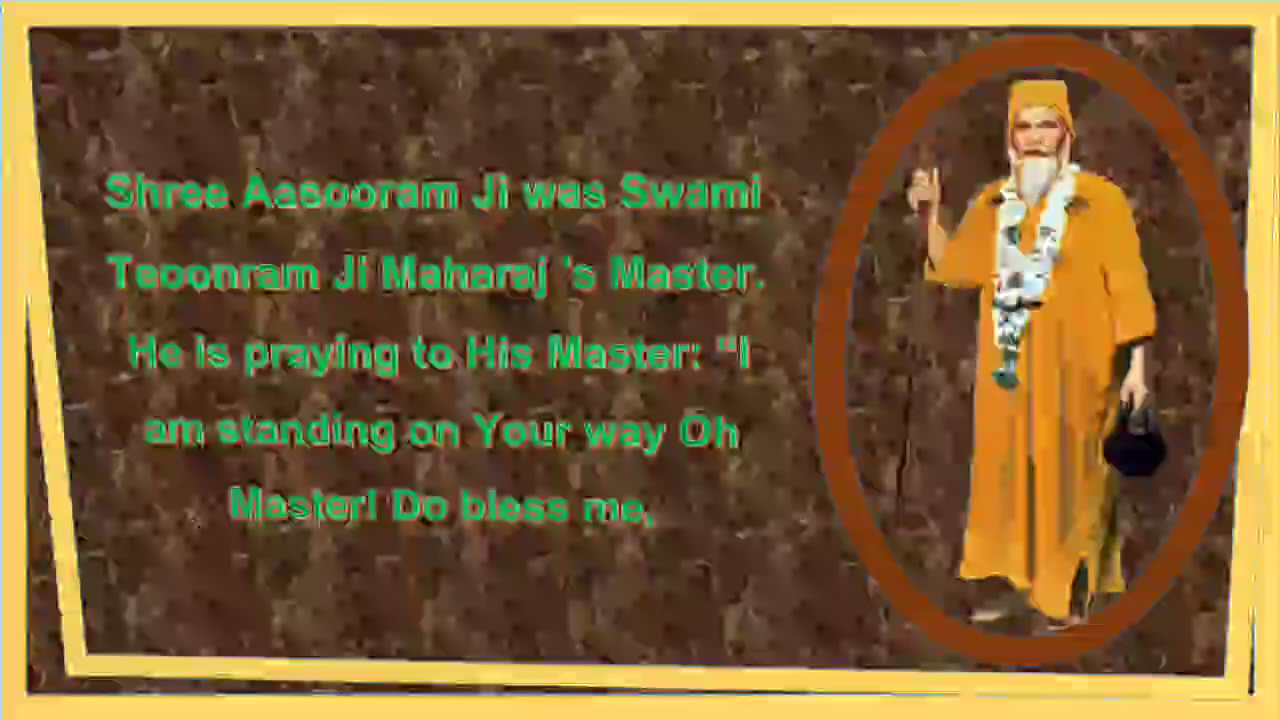 Shree Aasooram Ji was Swami
Teoonram Ji Maharaj 's Master.
He is praying to His Master: "I
am standing on Your way Oh
Master! Do bless me,